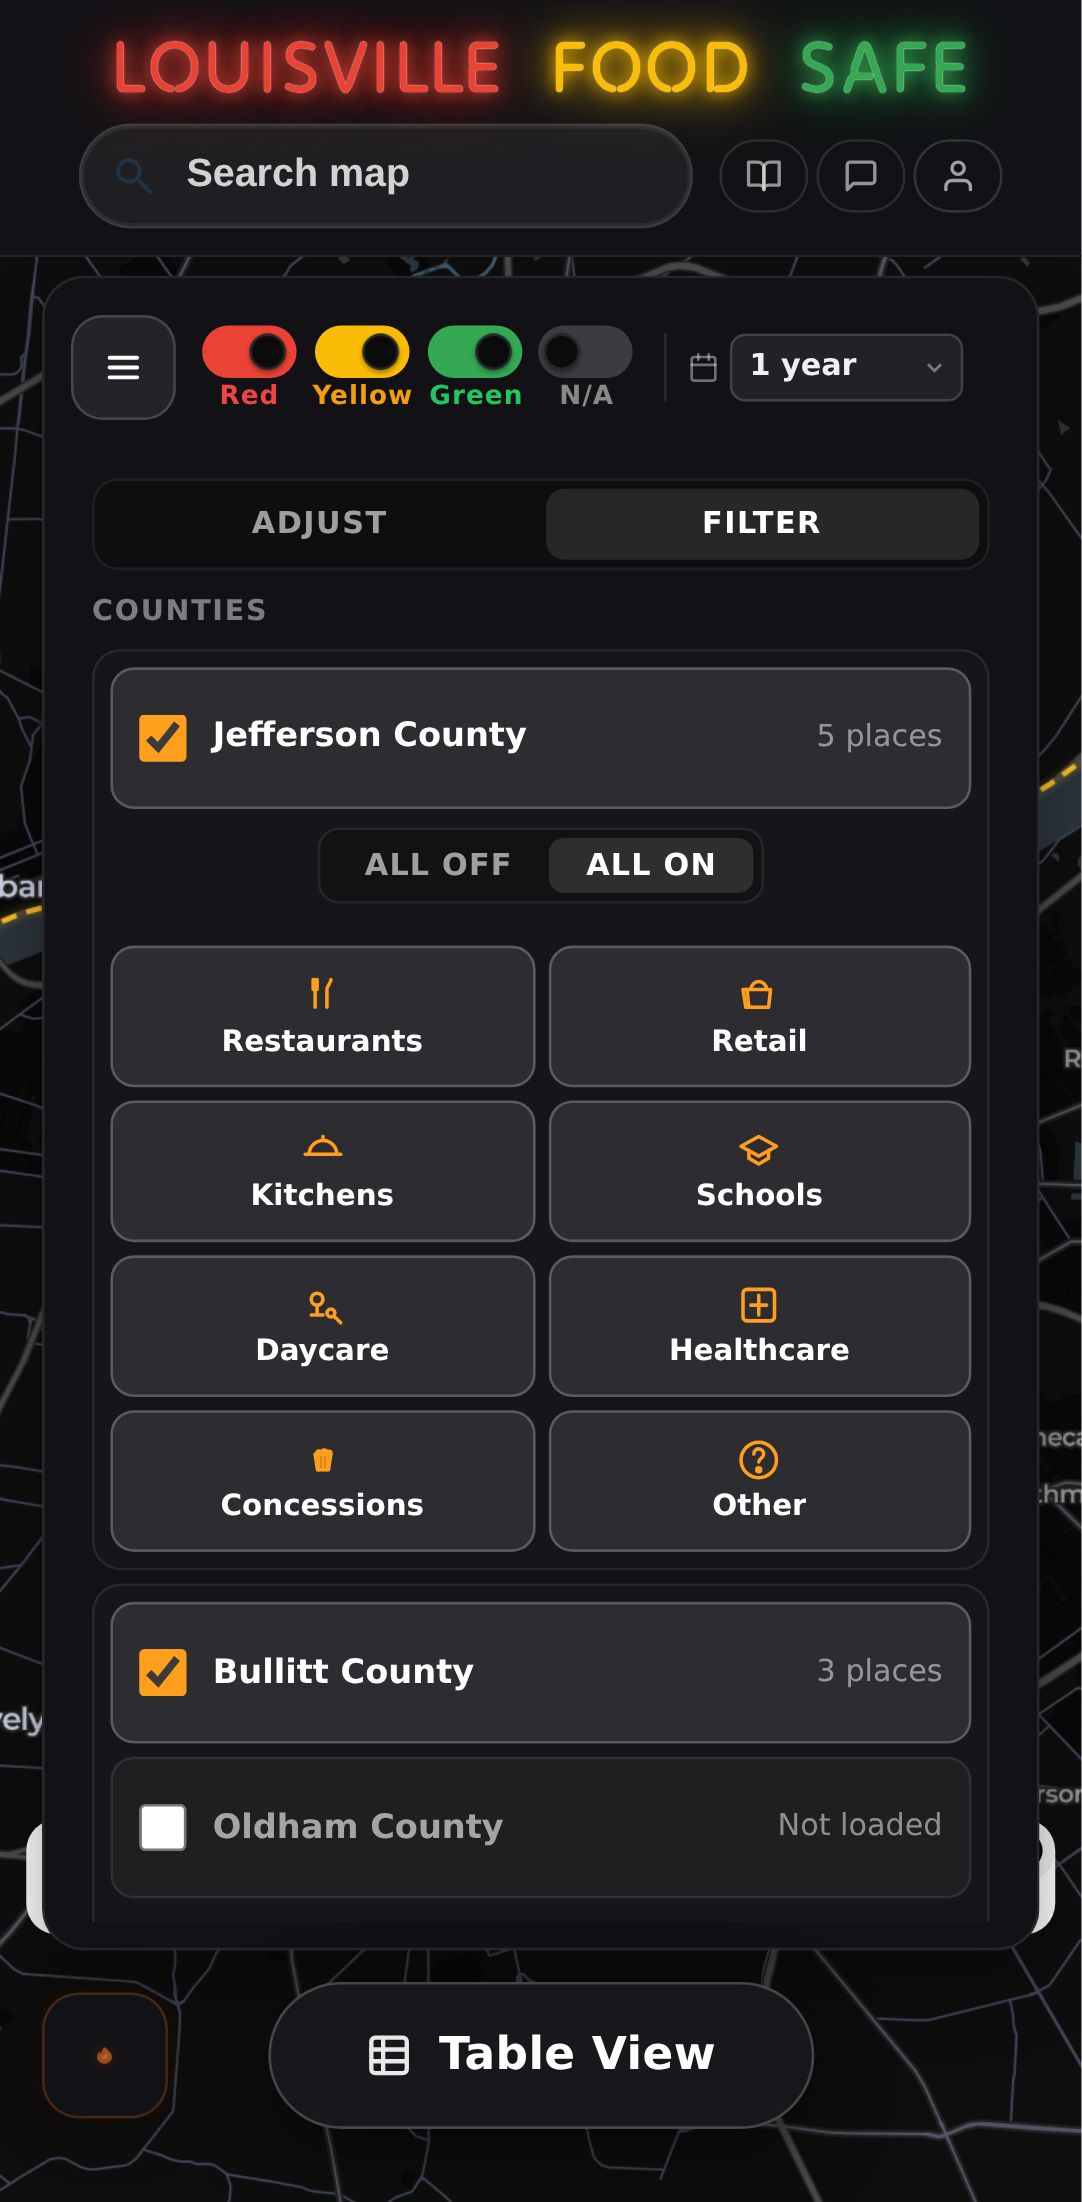 LOUISVILLE FOOD SAFE
Search map
Red Yellow Green N/A
1 year
ADJUST FILTER
COUNTIES
Jefferson County 5 places
ALL OFF ALL ON
Restaurants Retail
Kitchens Schools
Daycare Healthcare
Concessions Other
Bullitt County 3 places
Oldham County Not loaded
Table View